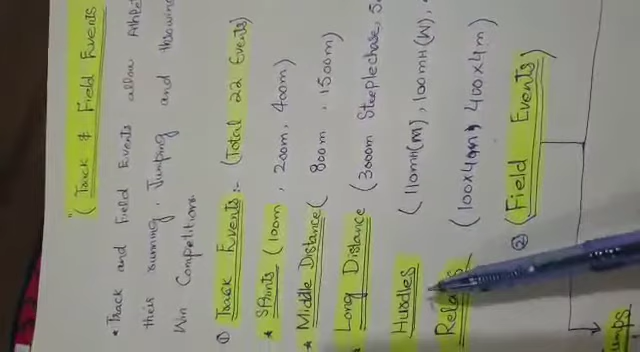 (Track & Field Events
* Track and Field Events allow
their running, Jumping and throwing
Win Competitions.
① Track Events:- (Total 22 Events)
* Sprints (100m, 200m, 400m)
* Middle Distance (800m, 1500m)
Long Distance (3000m Steeplechase,
Hurdles (110mH(M), 100mH(W),
Relays (100x4m, 400x4m)
② (Field Events)